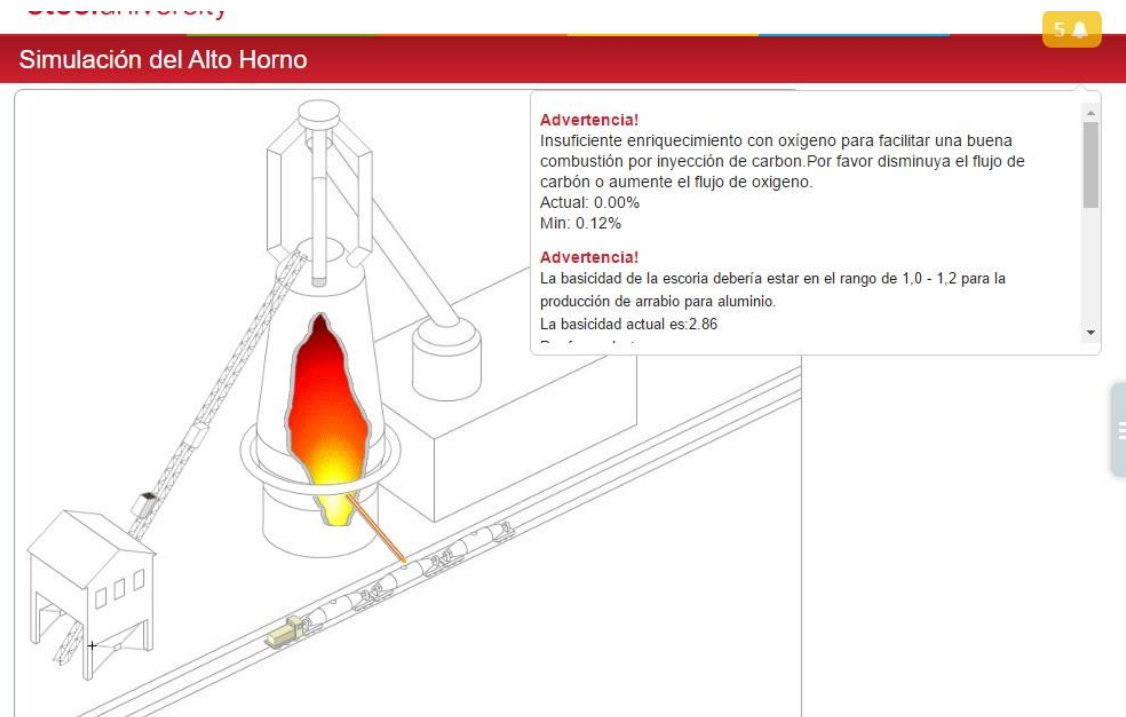 5
Simulación del Alto Horno
Advertencia!
Insuficiente enriquecimiento con oxígeno para facilitar una buena
combustión por inyección de carbon.Por favor disminuya el flujo de
carbón o aumente el flujo de oxigeno.
Actual: 0.00%
Min: 0.12%
Advertencia!
La basicidad de la escoria debería estar en el rango de 1,0 - 1,2 para la
producción de arrabio para aluminio.
La basicidad actual es:2.86